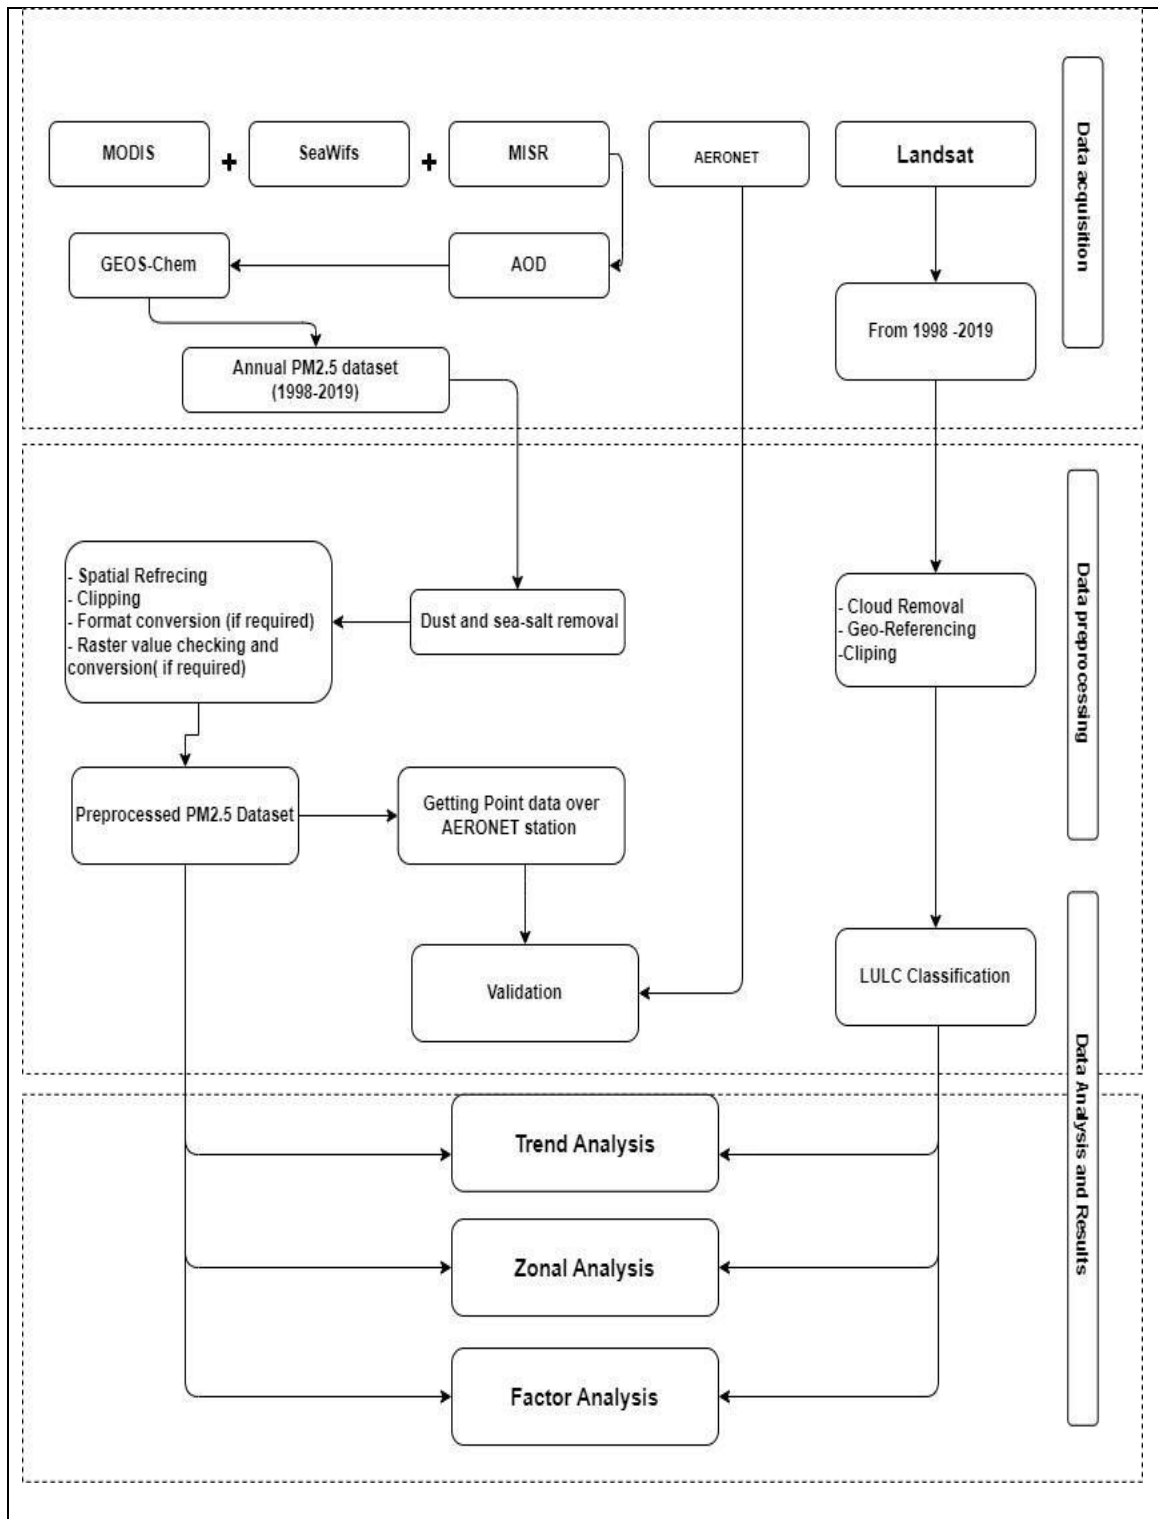 MODIS
+
SeaWifs
+
MISR
AERONET
Landsat
Data acquisition
GEOS-Chem
AOD
From 1998 -2019
Annual PM2.5 dataset
(1998-2019)
- Spatial Refrecing
- Clipping
- Format conversion (if required)
- Raster value checking and
conversion( if required)
Dust and sea-salt removal
- Cloud Removal
- Geo-Referencing
-Cliping
Data preprocessing
Preprocessed PM2.5 Dataset
Getting Point data over
AERONET station
Validation
LULC Classification
Data Analysis and Results
Trend Analysis
Zonal Analysis
Factor Analysis